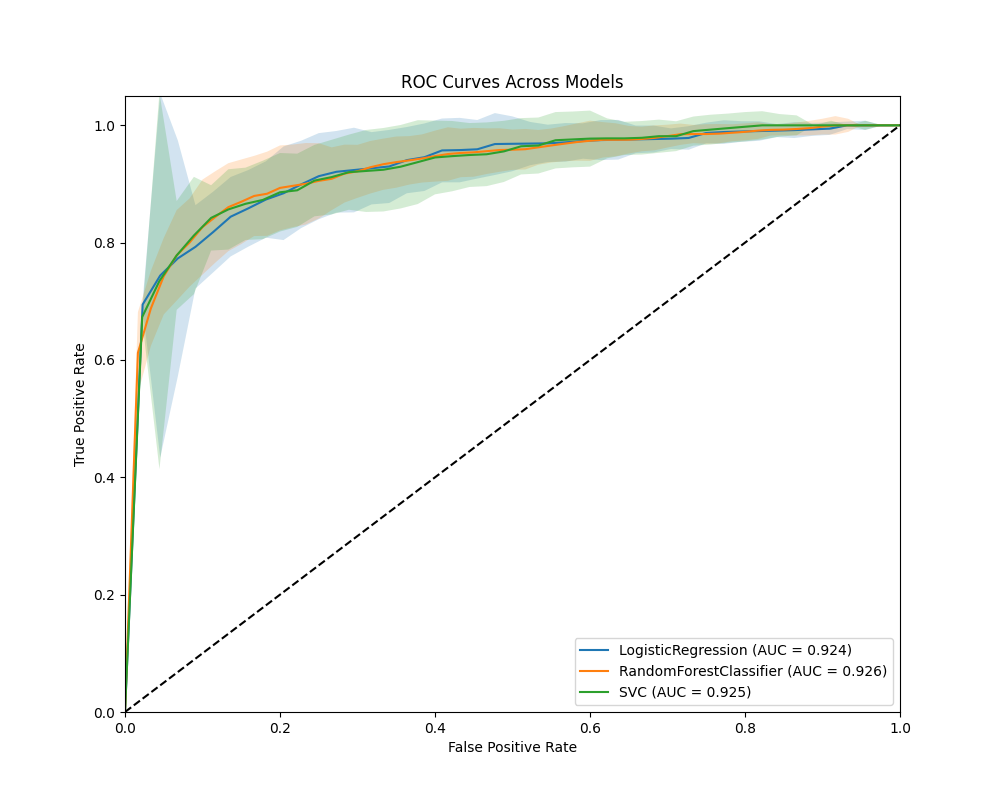 ROC Curves Across Models
True Positive Rate
1.0
0.8
0.6
0.4
0.2
0.0
0.0 0.2 0.4 0.6 0.8 1.0
False Positive Rate
LogisticRegression (AUC = 0.924)
RandomForestClassifier (AUC = 0.926)
SVC (AUC = 0.925)